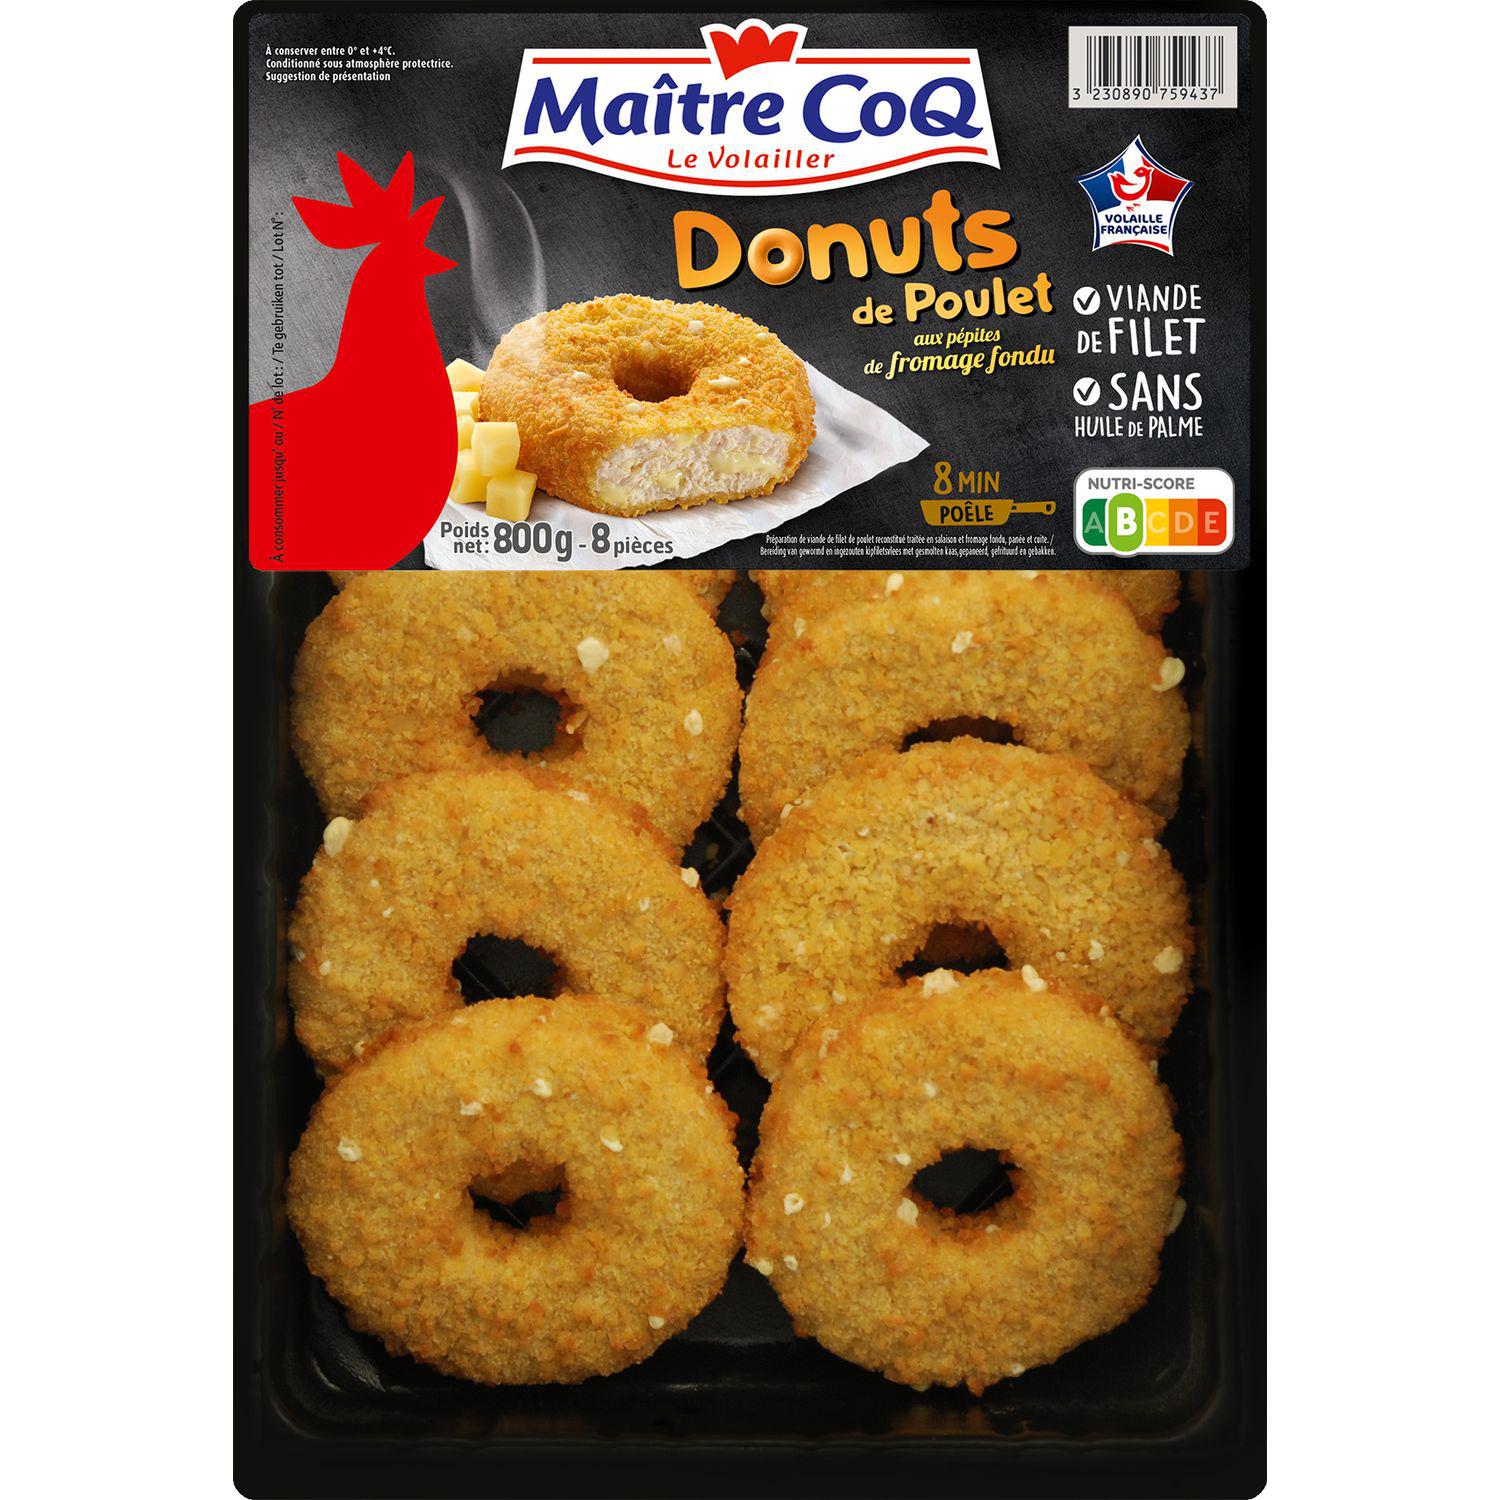 À conserver entre 0° et +4°C.
Conditionné sous atmosphère protectrice.
Suggestion de présentation
Maître CoQ
Le Volailler
3 230890 759437
VOLAILLE
FRANÇAISE
Donuts
de Poulet
aux pépites
de fromage fondu
VIANDE
DE FILET
SANS
HUILE DE PALME
8 MIN
POÊLE
NUTRI-SCORE
A B C D E
Poids net: 800g - 8 pièces
Préparation de viande de filet de poulet reconstitué traitée en salaison et fromage fondu, panée et cuite. /
Bereiding van gewormd en ingezouten kipfiletsvlees met gesmolten kaas, gepaneerd, gefrituurd en gebakken.
À consommer jusqu' au / N° de lot: / Te gebruiken tot / Lot N°: